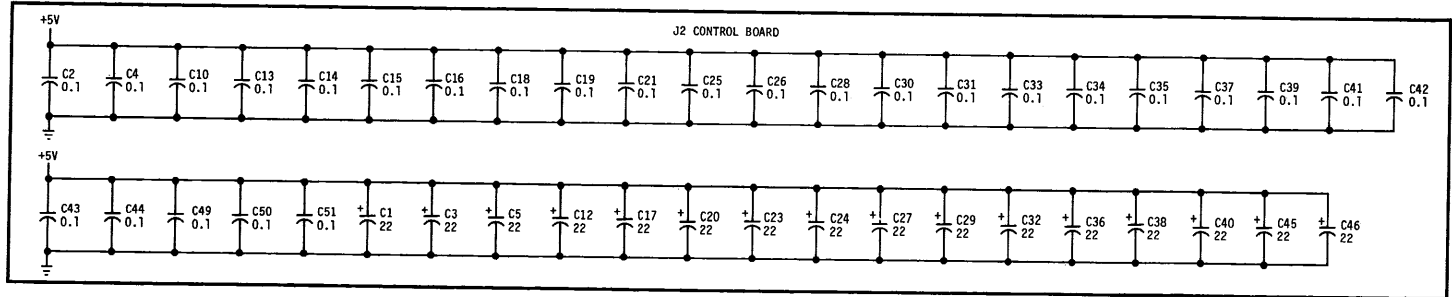 J2 CONTROL BOARD
+5V
C2 C4 C10 C13 C14 C15 C16 C18 C19 C21 C25 C26 C28 C30 C31 C33 C34 C35 C37 C39 C41 C42
0.1 0.1 0.1 0.1 0.1 0.1 0.1 0.1 0.1 0.1 0.1 0.1 0.1 0.1 0.1 0.1 0.1 0.1 0.1 0.1 0.1 0.1
+5V
C43 C44 C49 C50 C51 + C1 + C3 + C5 + C12 + C17 + C20 + C23 + C24 + C27 + C29 + C32 + C36 + C38 + C40 + C45 + C46
0.1 0.1 0.1 0.1 0.1 22 22 22 22 22 22 22 22 22 22 22 22 22 22 22 22